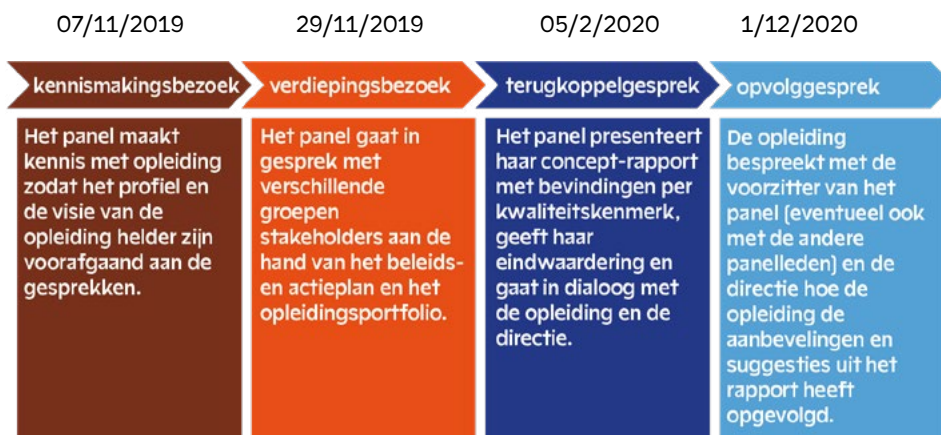 07/11/2019
29/11/2019
05/2/2020
1/12/2020
kennismakingsbezoek
verdiepingsbezoek
terugkoppelgesprek
opvolggesprek
Het panel maakt
kennis met opleiding
zodat het profiel en
de visie van de
opleiding helder zijn
voorafgaand aan de
gesprekken.
Het panel gaat in
gesprek met
verschillende
groepen
stakeholders aan de
hand van het beleids-
en actieplan en het
opleidingsportfolio.
Het panel presenteert
haar concept-rapport
met bevindingen per
kwaliteitskenmerk,
geeft haar
eindwaardering en
gaat in dialoog met
de opleiding en de
directie.
De opleiding
bespreekt met de
voorzitter van het
panel (eventueel ook
met de andere
panelleden) en de
directie hoe de
opleiding de
aanbevelingen en
suggesties uit het
rapport heeft
opgevolgd.